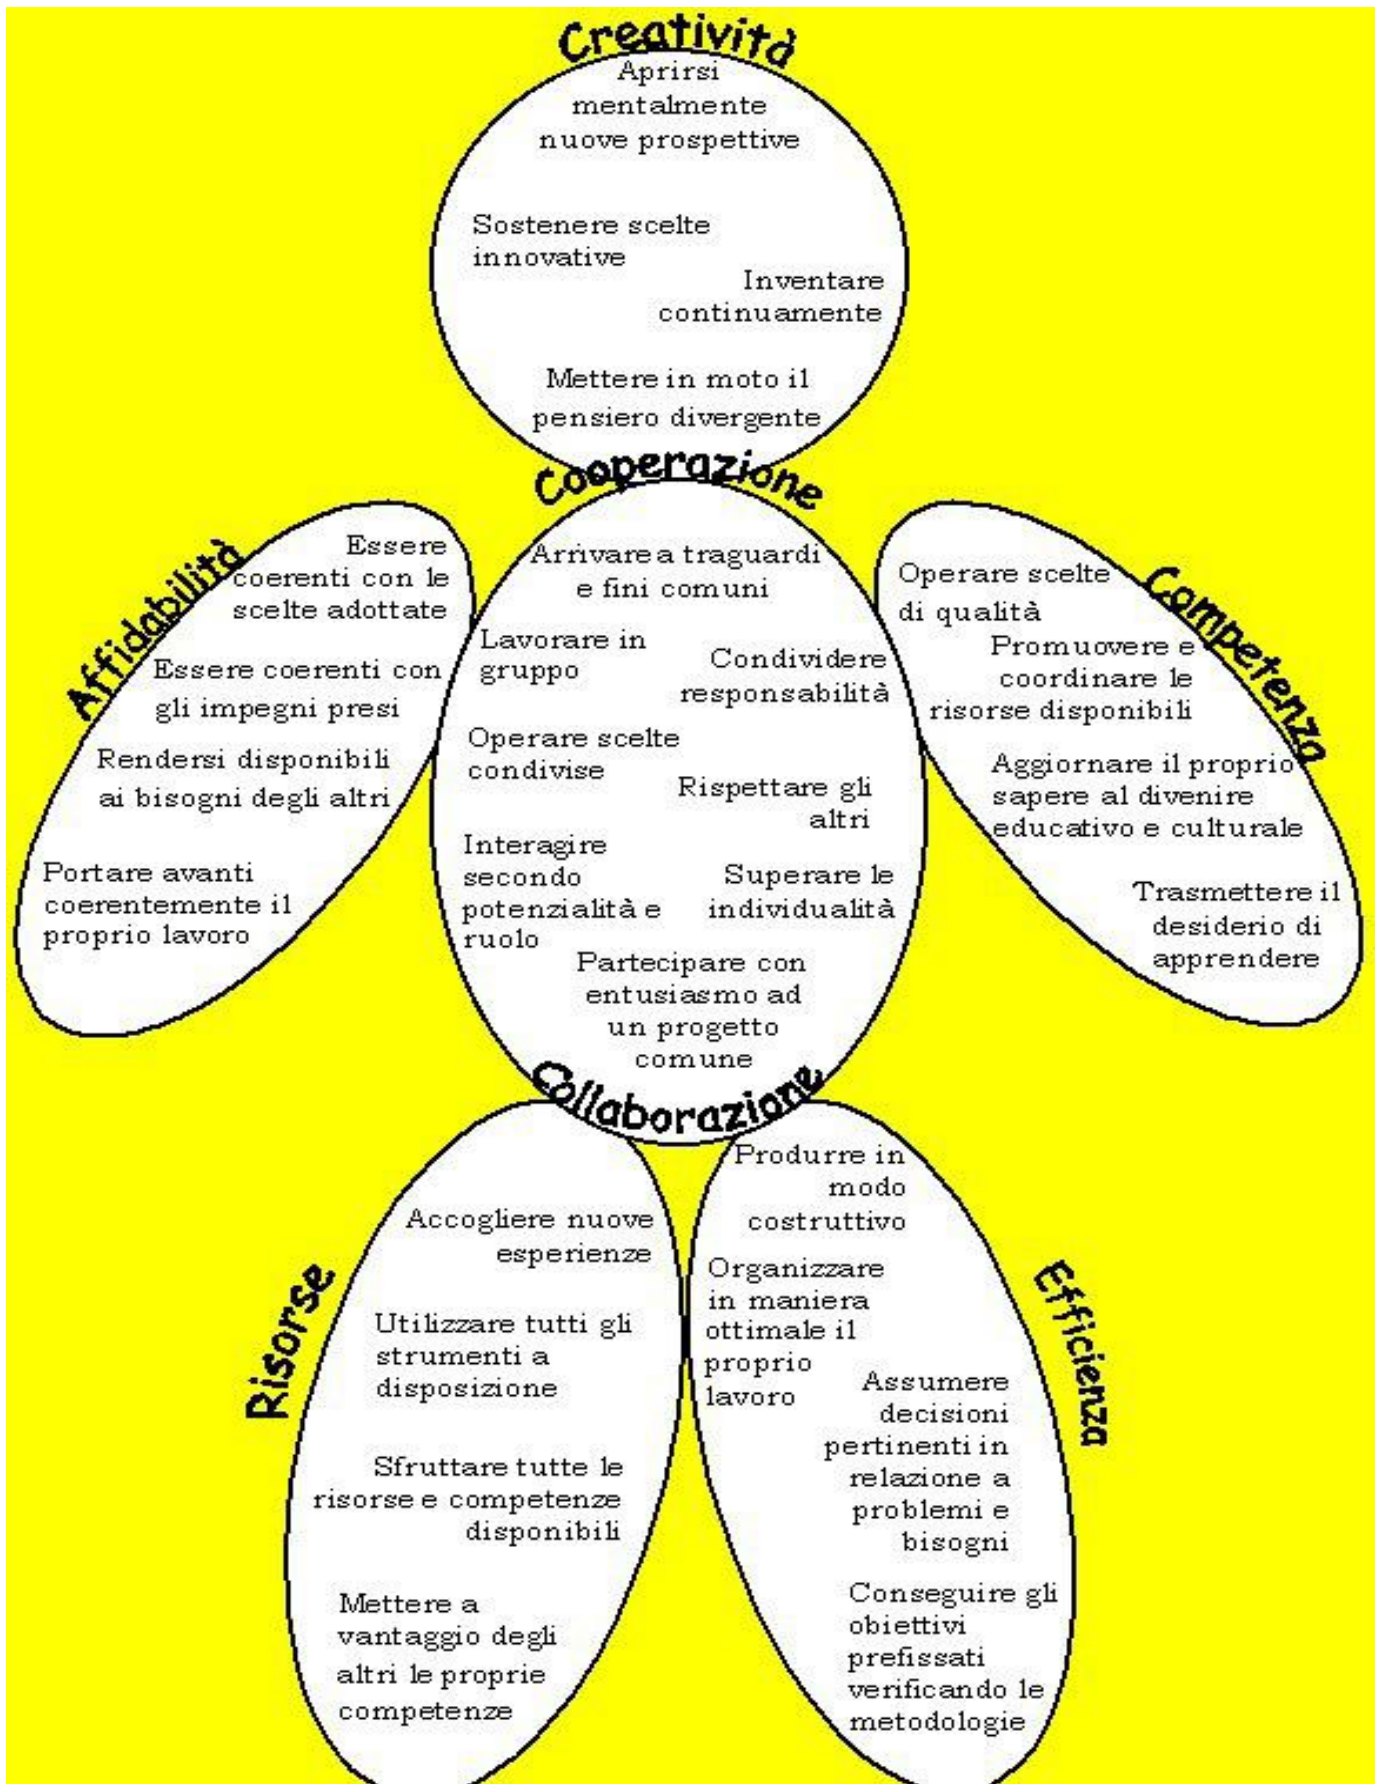 Creatività
Aprirsi
mentalmente
nuove prospettive
Sostenere scelte
innovative
Inventare
continuamente
Mettere in moto il
pensiero divergente
Cooperazione
Arrivare a traguardi
e fini comuni
Lavorare in
gruppo
Condividere
responsabilità
Operare scelte
condivise
Rispettare gli
altri
Interagire
secondo
potenzialità e
ruolo
Superare le
individualità
Partecipare con
entusiasmo ad
un progetto
comune
Collaborazione
Affidabilità
Essere
coerenti con le
scelte adottate
Essere coerenti con
gli impegni presi
Rendersi disponibili
ai bisogni degli altri
Portare avanti
coerentemente il
proprio lavoro
Competenza
Operare scelte
di qualità
Promuovere e
coordinare le
risorse disponibili
Aggiornare il proprio
sapere al divenire
educativo e culturale
Trasmettere il
desiderio di
apprendere
Risorse
Accogliere nuove
esperienze
Utilizzare tutti gli
strumenti a
disposizione
Sfruttare tutte le
risorse e competenze
disponibili
Mettere a
vantaggio degli
altri le proprie
competenze
Efficienza
Produrre in
modo
costruttivo
Organizzare
in maniera
ottimale il
proprio
lavoro
Assumere
decisioni
pertinenti in
relazione a
problemi e
bisogni
Conseguire gli
obiettivi
prefissati
verificando le
metodologie